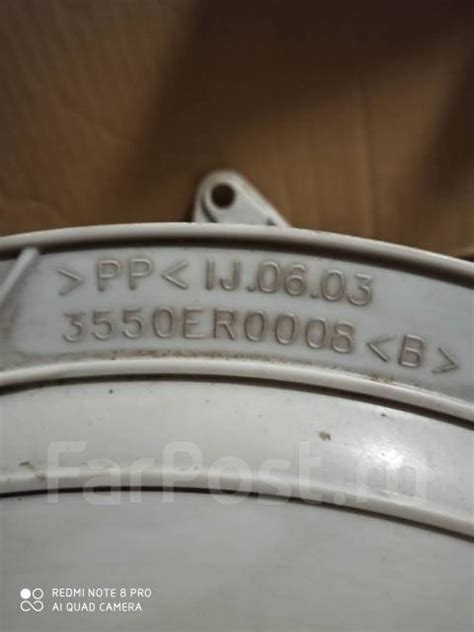 >PP< IJ.06.03
3550ER0008<B>
FarPost.ru
REDMI NOTE 8 PRO
AI QUAD CAMERA